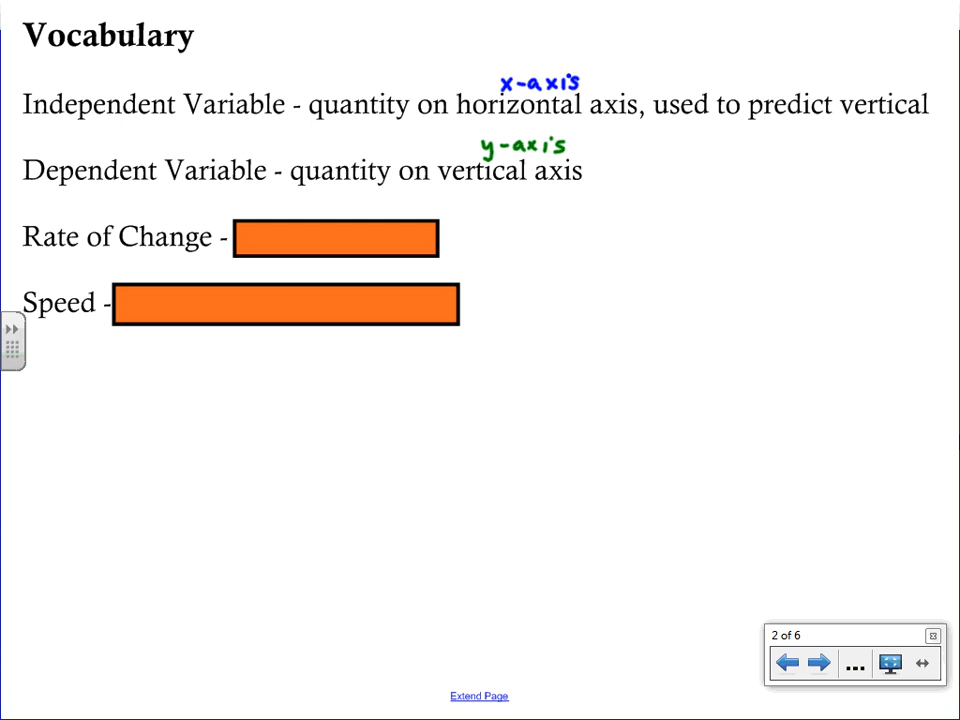 Vocabulary
x-axis
Independent Variable - quantity on horizontal axis, used to predict vertical
y-axis
Dependent Variable - quantity on vertical axis
Rate of Change -
Speed -
2 of 6
...
Extend Page